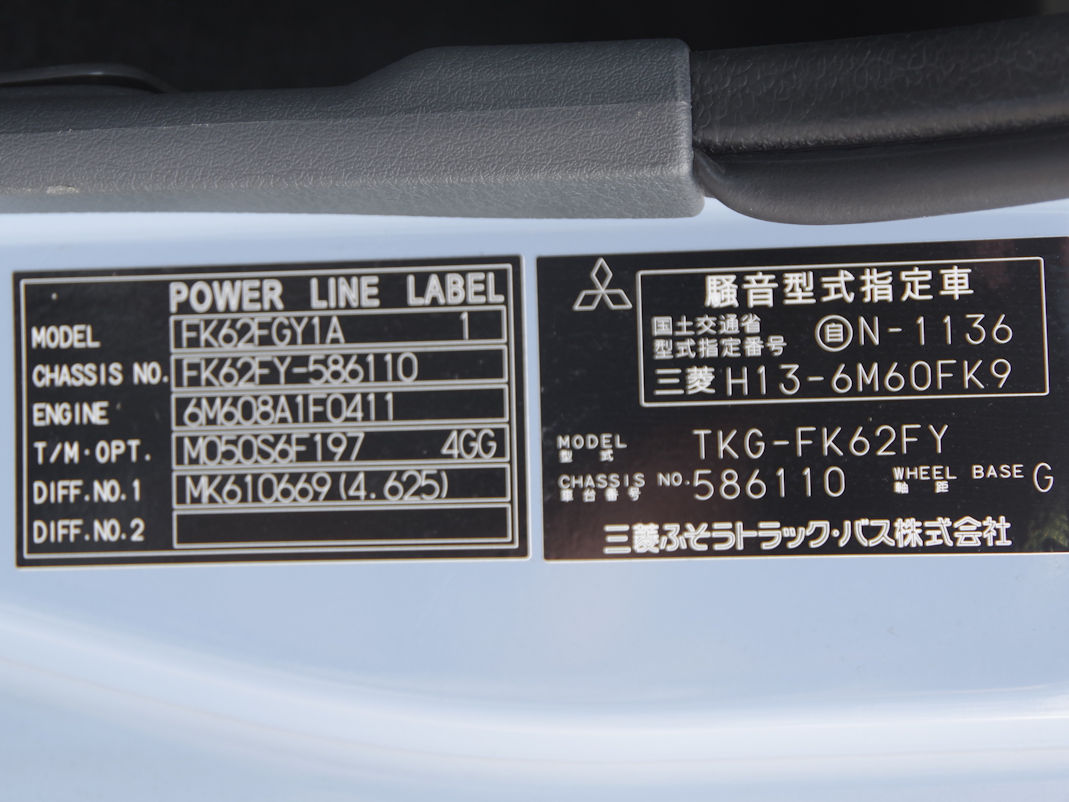 POWER LINE LABEL
MODEL FK62FGY1A 1
CHASSIS NO. FK62FY-586110
ENGINE 6M608A1F0411
T/M·OPT. M050S6F197 4GG
DIFF.NO.1 MK610669(4.625)
DIFF.NO.2
騒音型式指定車
国土交通省
型式指定番号 自N-1136
三菱 H13-6M60FK9
MODEL TKG-FK62FY
型式
CHASSIS NO. 586110 WHEEL BASE G
車台番号 軸距
三菱ふそうトラック・バス株式会社